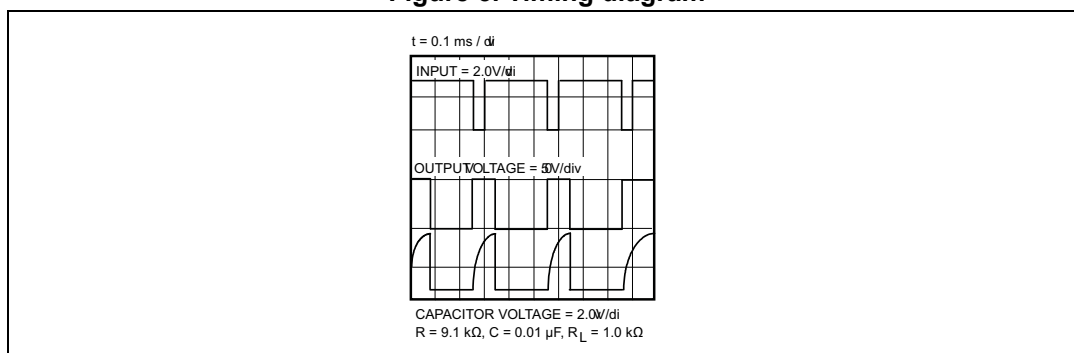 Figure 6. Timing diagram
t = 0.1 ms / div
INPUT = 2.0V/div
OUTPUT VOLTAGE = 5.0V/div
CAPACITOR VOLTAGE = 2.0V/div
R = 9.1 kΩ, C = 0.01 µF, R_L = 1.0 kΩ